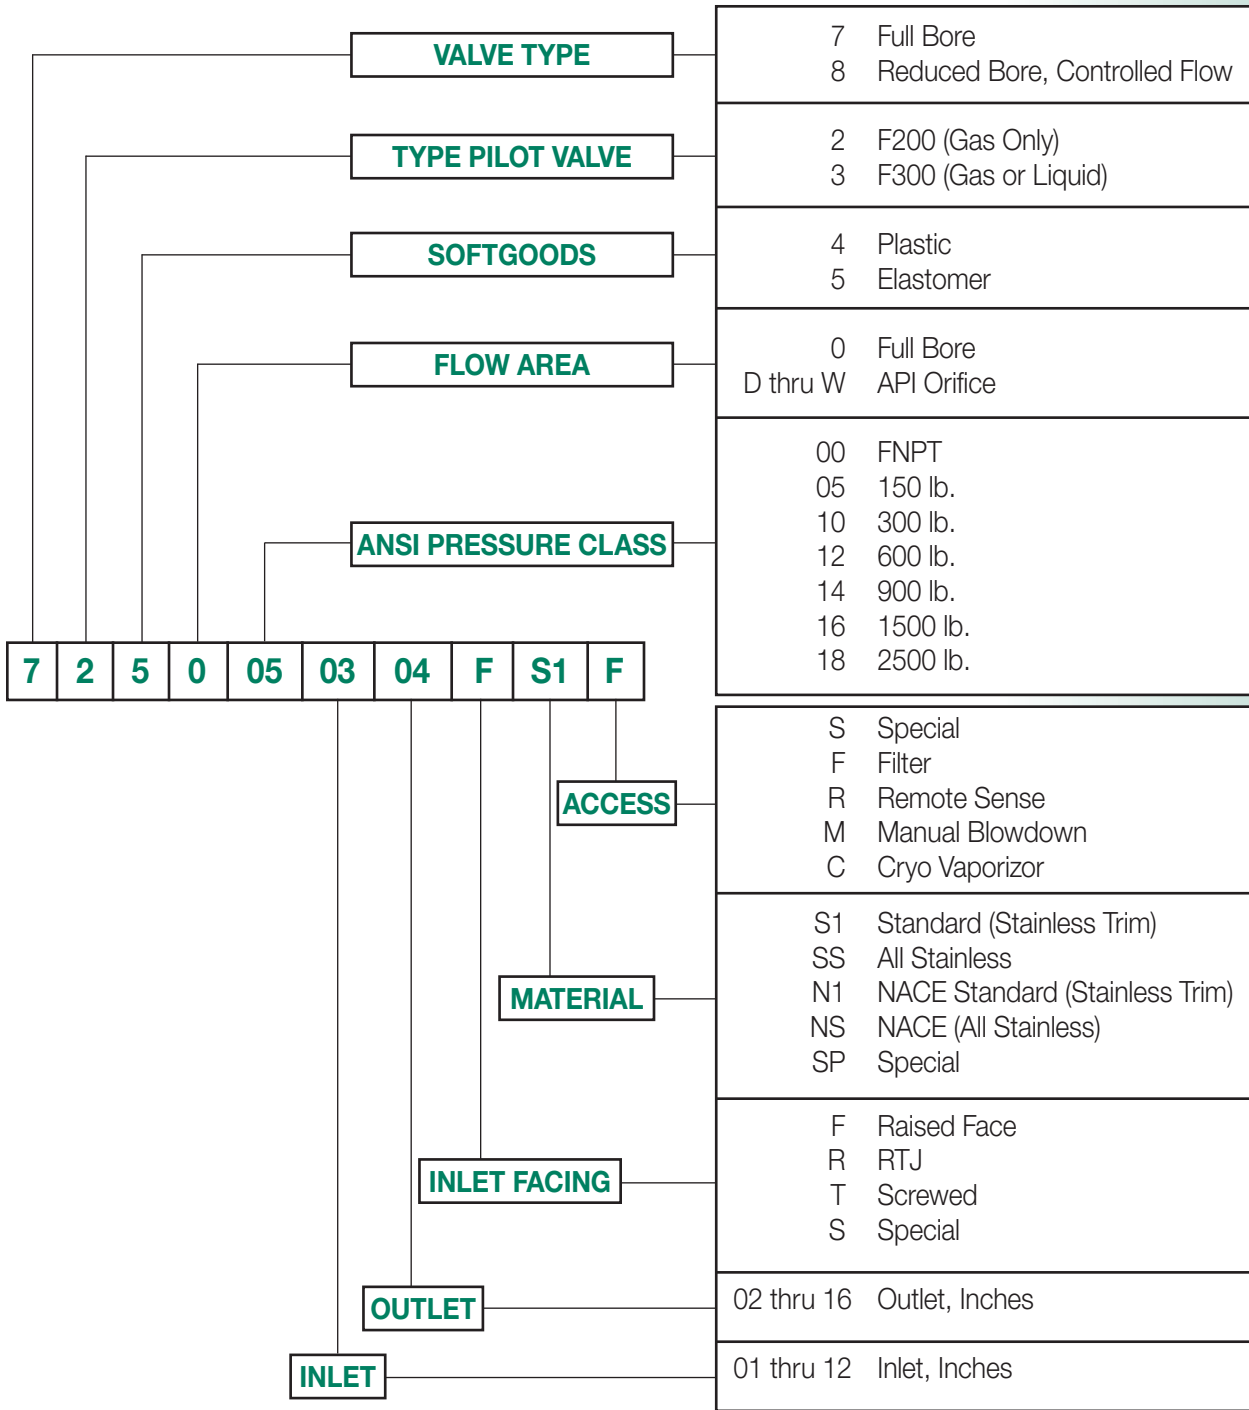 VALVE TYPE
7 Full Bore
8 Reduced Bore, Controlled Flow
TYPE PILOT VALVE
2 F200 (Gas Only)
3 F300 (Gas or Liquid)
SOFTGOODS
4 Plastic
5 Elastomer
FLOW AREA
0 Full Bore
D thru W API Orifice
ANSI PRESSURE CLASS
00 FNPT
05 150 lb.
10 300 lb.
12 600 lb.
14 900 lb.
16 1500 lb.
18 2500 lb.
7 2 5 0 05 03 04 F S1 F
ACCESS
S Special
F Filter
R Remote Sense
M Manual Blowdown
C Cryo Vaporizor
MATERIAL
S1 Standard (Stainless Trim)
SS All Stainless
N1 NACE Standard (Stainless Trim)
NS NACE (All Stainless)
SP Special
INLET FACING
F Raised Face
R RTJ
T Screwed
S Special
OUTLET
02 thru 16 Outlet, Inches
INLET
01 thru 12 Inlet, Inches